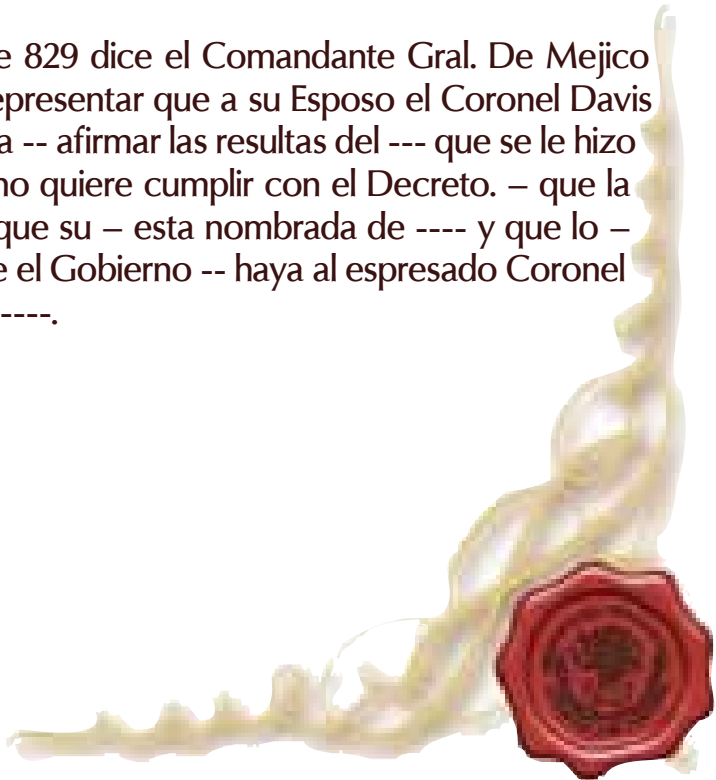 e 829 dice el Comandante Gral. De Mejico
epresentar que a su Esposo el Coronel Davis
a -- afirmar las resultas del --- que se le hizo
no quiere cumplir con el Decreto. – que la
que su – esta nombrada de ---- y que lo –
e el Gobierno -- haya al espresado Coronel
----.